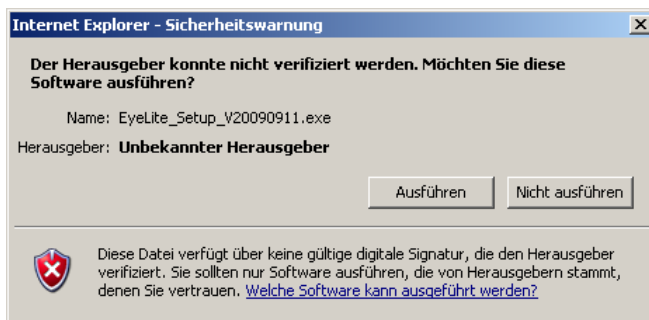 Internet Explorer - Sicherheitswarnung
Der Herausgeber konnte nicht verifiziert werden. Möchten Sie diese
Software ausführen?
Name: EyeLite_Setup_V20090911.exe
Herausgeber: Unbekannter Herausgeber
Ausführen Nicht ausführen
Diese Datei verfügt über keine gültige digitale Signatur, die den Herausgeber
verifiziert. Sie sollten nur Software ausführen, die von Herausgebern stammt,
denen Sie vertrauen. Welche Software kann ausgeführt werden?